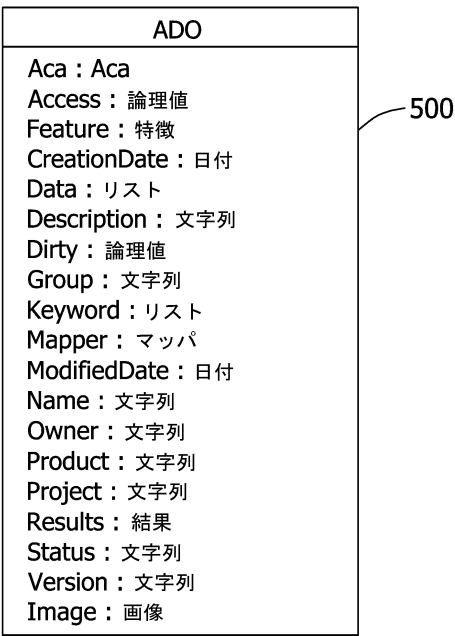 ADO
Aca : Aca
Access : 論理値
Feature : 特徴
CreationDate : 日付
Data : リスト
Description : 文字列
Dirty : 論理値
Group : 文字列
Keyword : リスト
Mapper : マッパ
ModifiedDate : 日付
Name : 文字列
Owner : 文字列
Product : 文字列
Project : 文字列
Results : 結果
Status : 文字列
Version : 文字列
Image : 画像
500